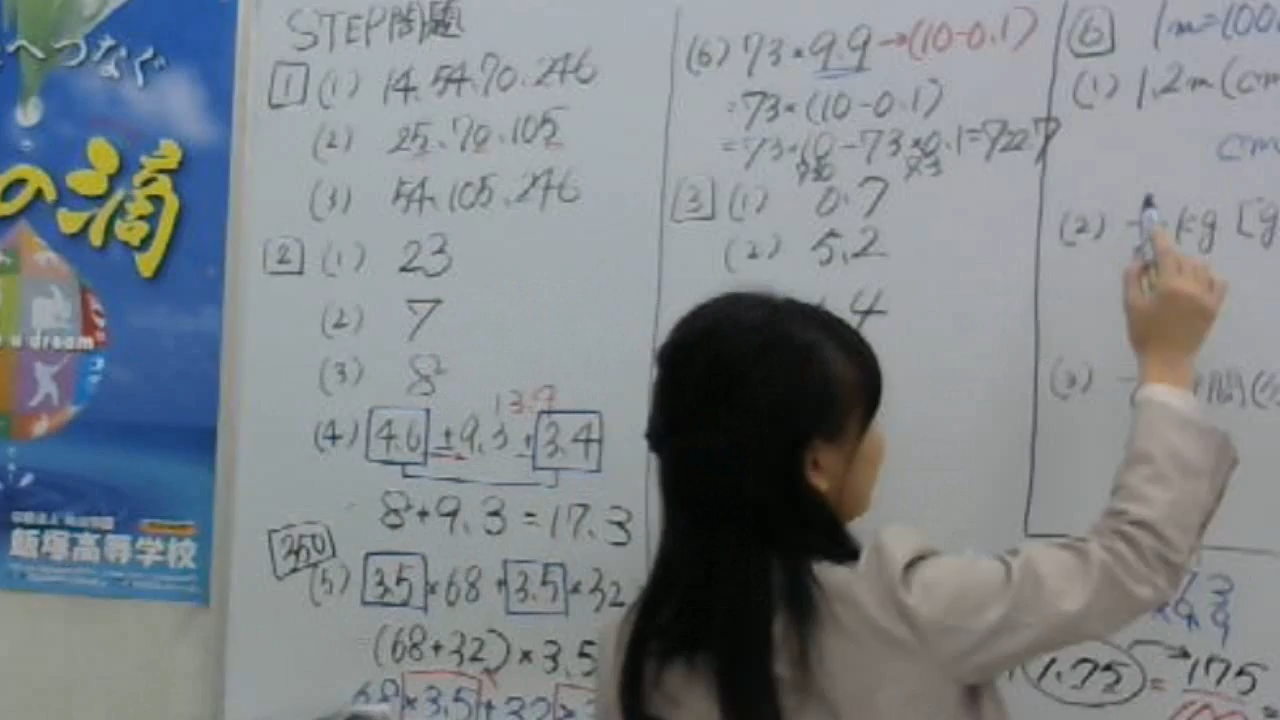 へつなぐ
の滴
u dream
飯塚高等学校
STEP問題
1 (1) 14, 54, 70, 246
(2) 25, 70, 105
(3) 54, 105, 246
2 (1) 23
(2) 7
(3) 8
13.9
(4) 4.6 + 9.3 + 3.4
8+9.3=17.3
350
(5) 3.5×68+3.5×32
(68+32)×3.5
×3.5+32
(6) 73×9.9→(10-0.1)
=73×(10-0.1)
=73×10-73×0.1=722.7
3 (1) 0.7
(2) 5.2
4
6 1m=100
(1) 1.2m(cm
cm
(2) kg [g
(3) 間(
1.75 = 175